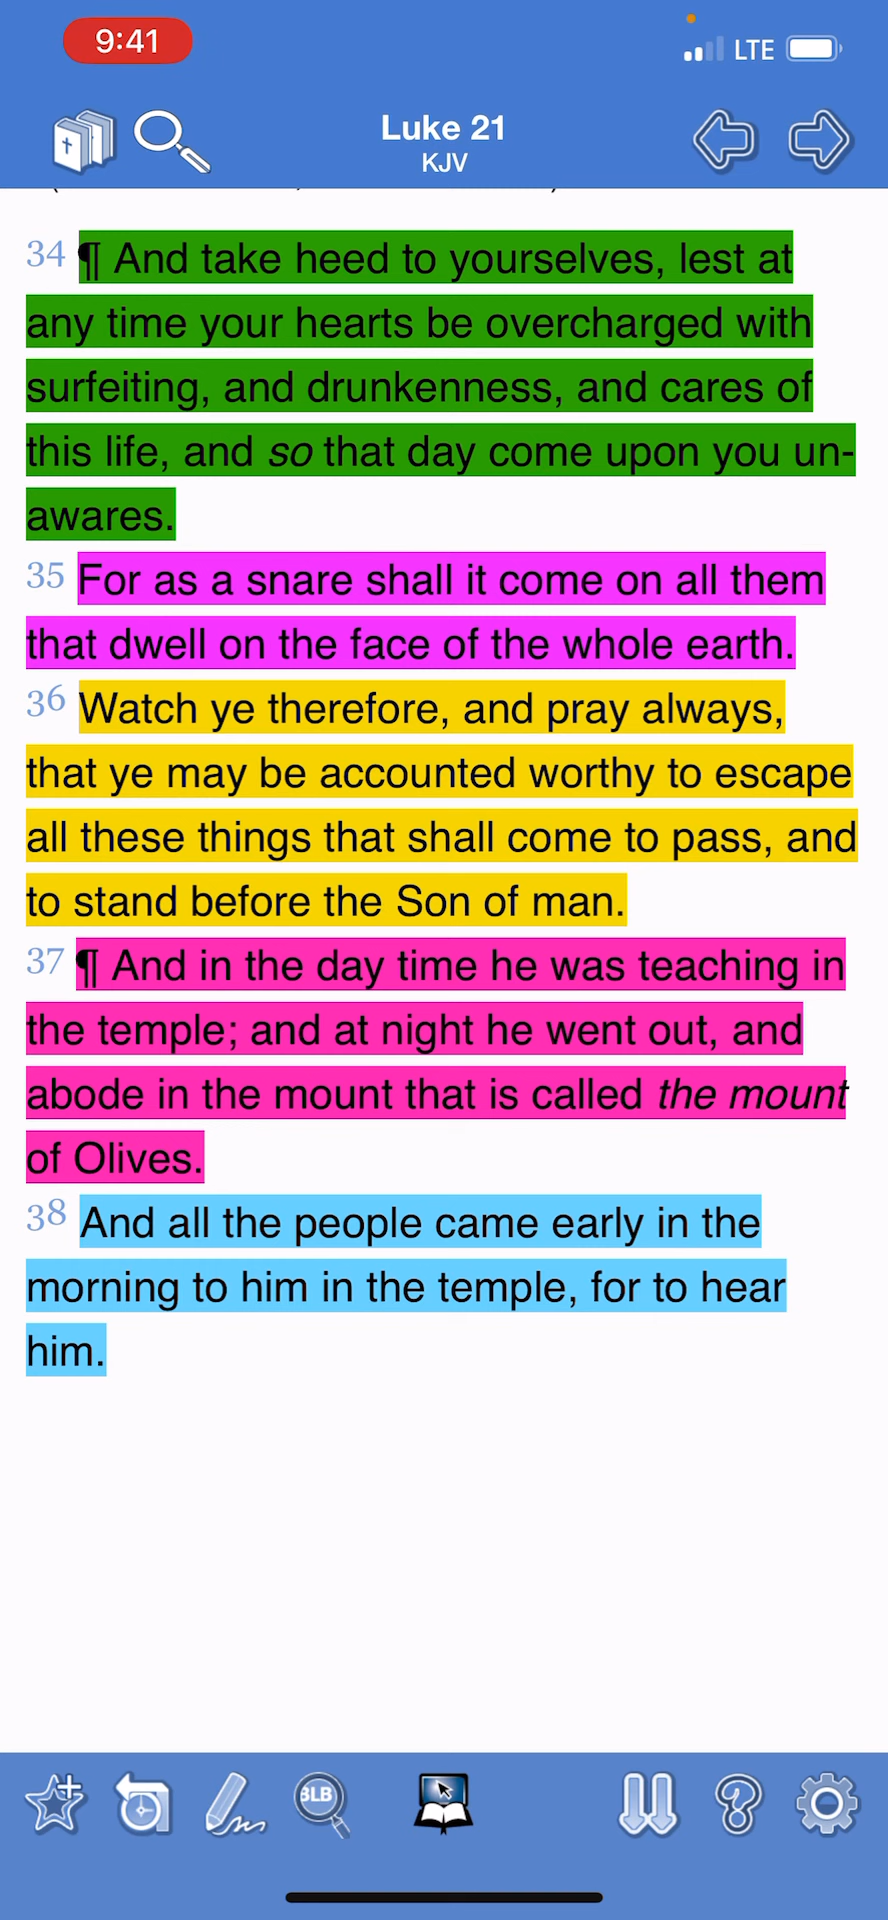 9:41
LTE
Luke 21
KJV
34 ¶ And take heed to yourselves, lest at
any time your hearts be overcharged with
surfeiting, and drunkenness, and cares of
this life, and so that day come upon you un-
awares.
35 For as a snare shall it come on all them
that dwell on the face of the whole earth.
36 Watch ye therefore, and pray always,
that ye may be accounted worthy to escape
all these things that shall come to pass, and
to stand before the Son of man.
37 ¶ And in the day time he was teaching in
the temple; and at night he went out, and
abode in the mount that is called the mount
of Olives.
38 And all the people came early in the
morning to him in the temple, for to hear
him.
BLB